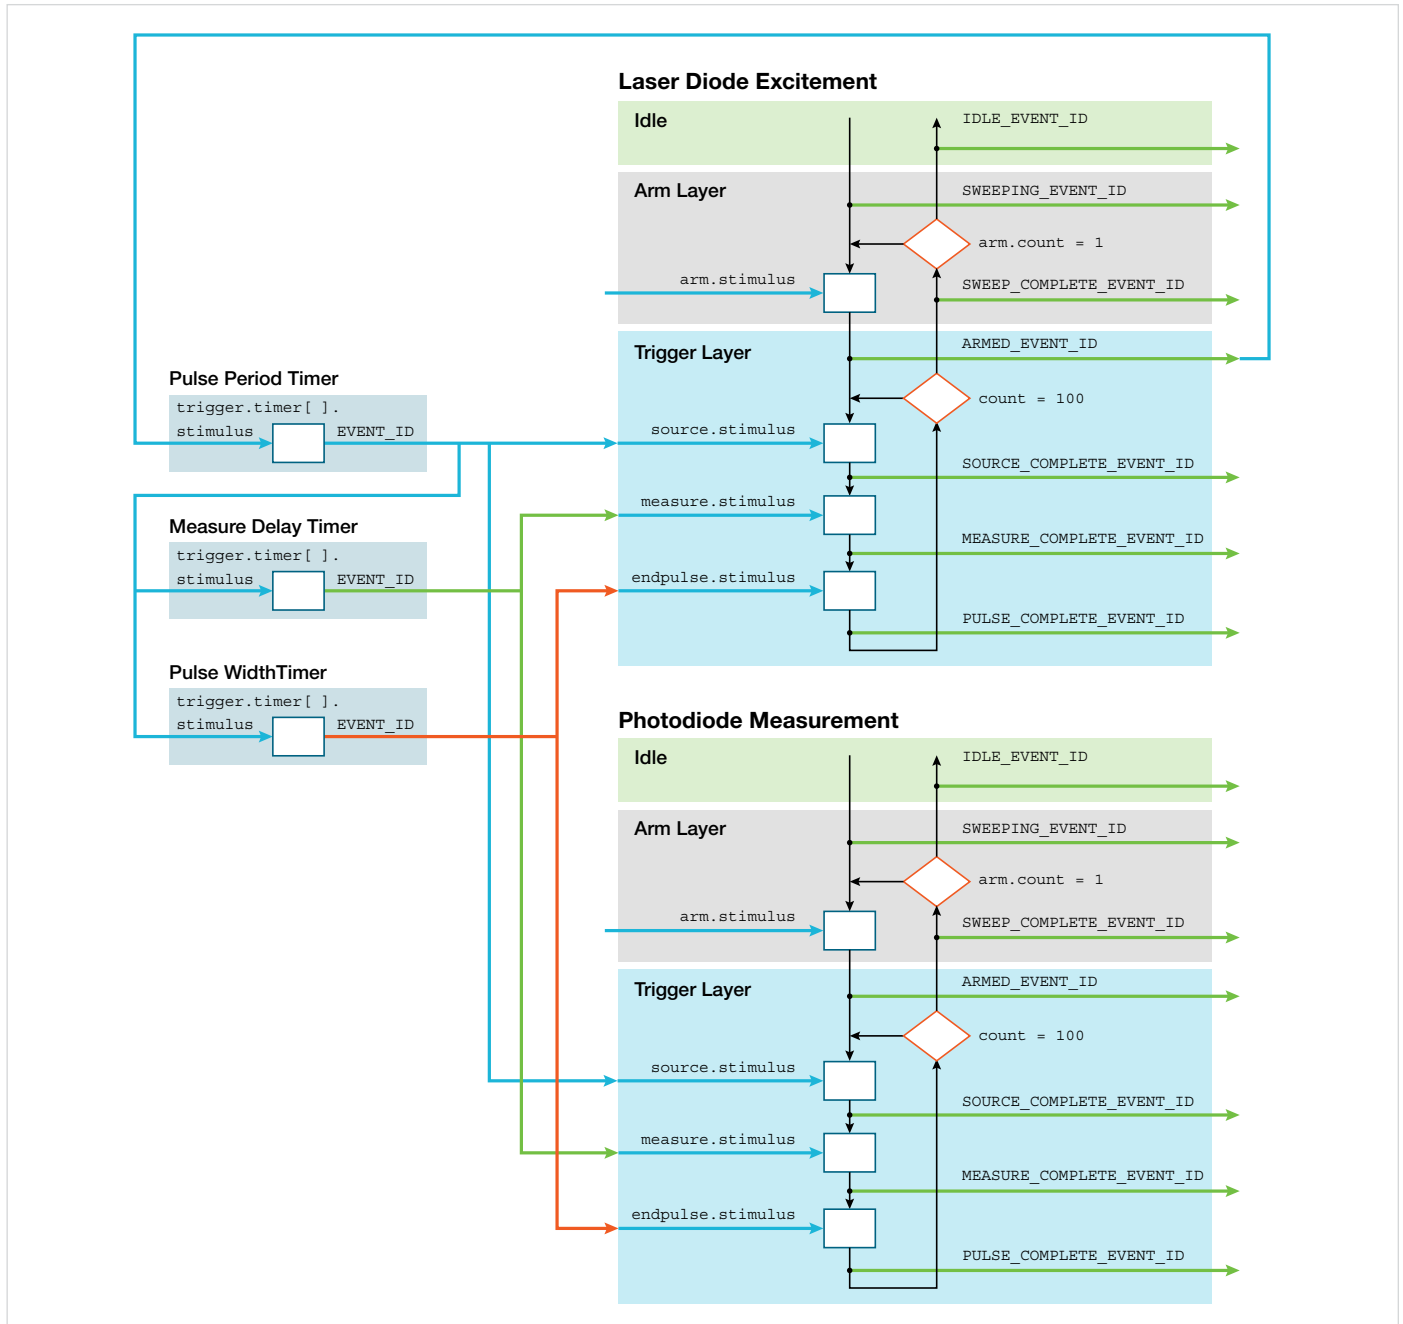 Laser Diode Excitement
Idle
IDLE_EVENT_ID
Arm Layer
SWEEPING_EVENT_ID
arm.count = 1
arm.stimulus
SWEEP_COMPLETE_EVENT_ID
Trigger Layer
ARMED_EVENT_ID
count = 100
source.stimulus
SOURCE_COMPLETE_EVENT_ID
measure.stimulus
MEASURE_COMPLETE_EVENT_ID
endpulse.stimulus
PULSE_COMPLETE_EVENT_ID
Pulse Period Timer
trigger.timer[ ].
stimulus
EVENT_ID
Measure Delay Timer
trigger.timer[ ].
stimulus
EVENT_ID
Pulse WidthTimer
trigger.timer[ ].
stimulus
EVENT_ID
Photodiode Measurement
Idle
IDLE_EVENT_ID
Arm Layer
SWEEPING_EVENT_ID
arm.count = 1
arm.stimulus
SWEEP_COMPLETE_EVENT_ID
Trigger Layer
ARMED_EVENT_ID
count = 100
source.stimulus
SOURCE_COMPLETE_EVENT_ID
measure.stimulus
MEASURE_COMPLETE_EVENT_ID
endpulse.stimulus
PULSE_COMPLETE_EVENT_ID